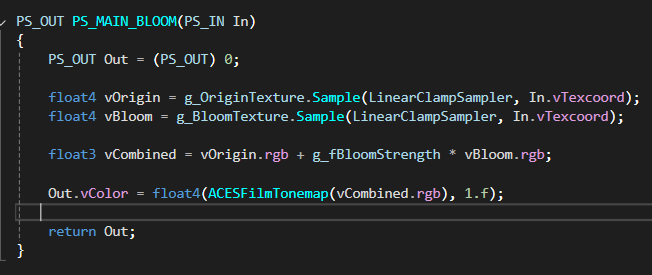 PS_OUT PS_MAIN_BLOOM(PS_IN In)
{
PS_OUT Out = (PS_OUT) 0;
float4 vOrigin = g_OriginTexture.Sample(LinearClampSampler, In.vTexcoord);
float4 vBloom = g_BloomTexture.Sample(LinearClampSampler, In.vTexcoord);
float3 vCombined = vOrigin.rgb + g_fBloomStrength * vBloom.rgb;
Out.vColor = float4(ACESFilmTonemap(vCombined.rgb), 1.f);
return Out;
}